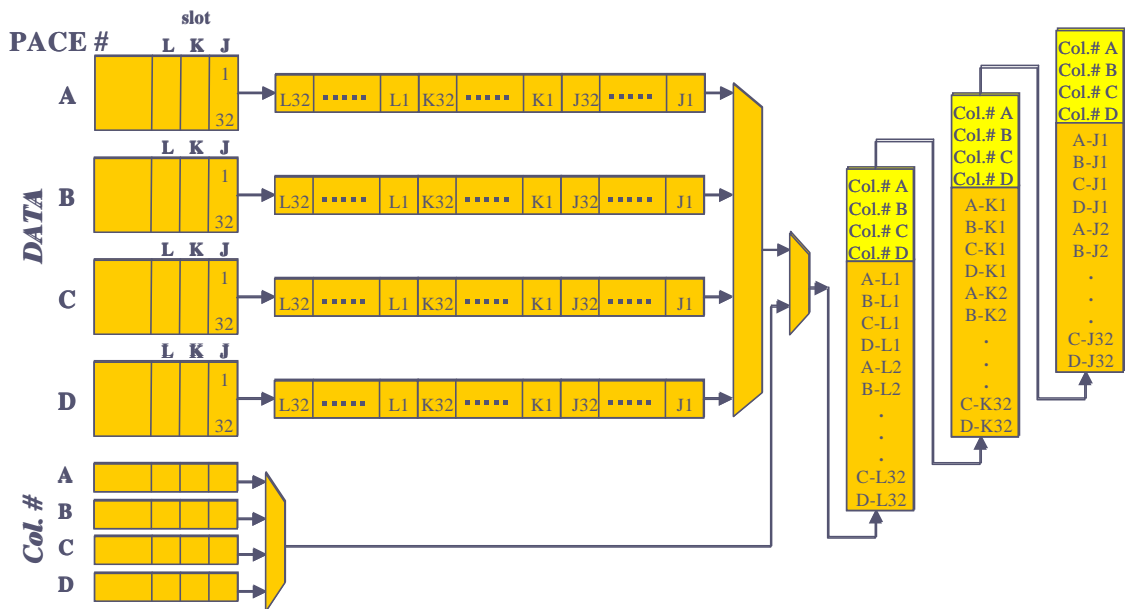 slot
PACE #
L K J
1
32
A
L32 ..... L1 K32 ..... K1 J32 ..... J1
L K J
1
32
B
L32 ..... L1 K32 ..... K1 J32 ..... J1
DATA
L K J
1
32
C
L32 ..... L1 K32 ..... K1 J32 ..... J1
L K J
1
32
D
L32 ..... L1 K32 ..... K1 J32 ..... J1
Col. #
A
B
C
D
Col.# A
Col.# B
Col.# C
Col.# D
A-L1
B-L1
C-L1
D-L1
A-L2
B-L2
.
.
.
C-L32
D-L32
Col.# A
Col.# B
Col.# C
Col.# D
A-K1
B-K1
C-K1
D-K1
A-K2
B-K2
.
.
.
C-K32
D-K32
Col.# A
Col.# B
Col.# C
Col.# D
A-J1
B-J1
C-J1
D-J1
A-J2
B-J2
.
.
.
C-J32
D-J32